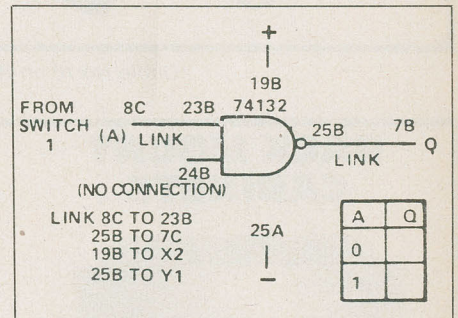 +
19B
FROM 8C 23B 74132
SWITCH (A) LINK 25B 7B Q
1 LINK
24B
(NO CONNECTION)
LINK 8C TO 23B
25B TO 7C
19B TO X2
25B TO Y1
25A
—
A Q
0
1